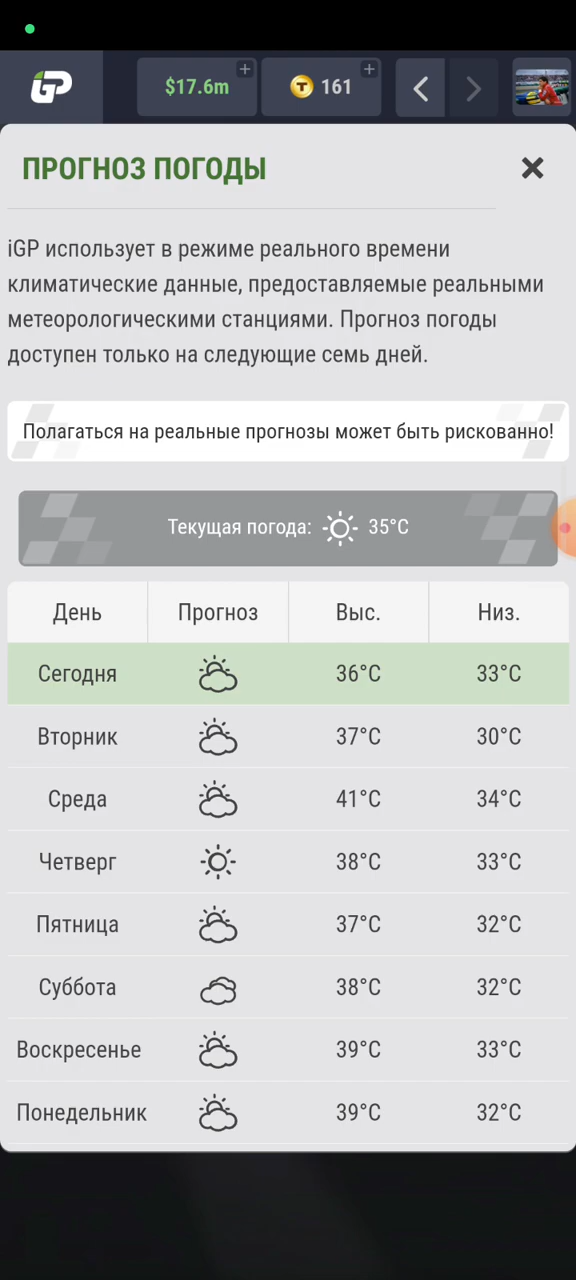 iGP
$17.6m
161
ПРОГНОЗ ПОГОДЫ
iGP использует в режиме реального времени
климатические данные, предоставляемые реальными
метеорологическими станциями. Прогноз погоды
доступен только на следующие семь дней.
Полагаться на реальные прогнозы может быть рискованно!
Текущая погода: 35°C
День Прогноз Выс. Низ.
Сегодня 36°C 33°C
Вторник 37°C 30°C
Среда 41°C 34°C
Четверг 38°C 33°C
Пятница 37°C 32°C
Суббота 38°C 32°C
Воскресенье 39°C 33°C
Понедельник 39°C 32°C